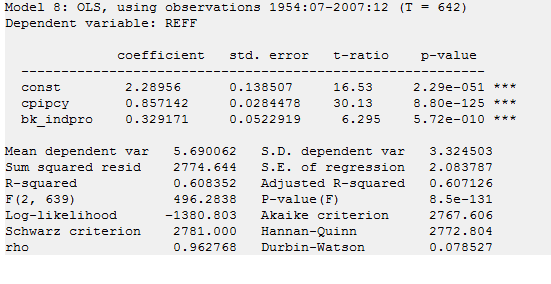 Model 8: OLS, using observations 1954:07-2007:12 (T = 642)
Dependent variable: REFF
coefficient std. error t-ratio p-value
---------------------------------------------------------
const 2.28956 0.138507 16.53 2.29e-051 ***
cpipcy 0.857142 0.0284478 30.13 8.80e-125 ***
bk_indpro 0.329171 0.0522919 6.295 5.72e-010 ***
Mean dependent var 5.690062 S.D. dependent var 3.324503
Sum squared resid 2774.644 S.E. of regression 2.083787
R-squared 0.608352 Adjusted R-squared 0.607126
F(2, 639) 496.2838 P-value(F) 8.5e-131
Log-likelihood -1380.803 Akaike criterion 2767.606
Schwarz criterion 2781.000 Hannan-Quinn 2772.804
rho 0.962768 Durbin-Watson 0.078527